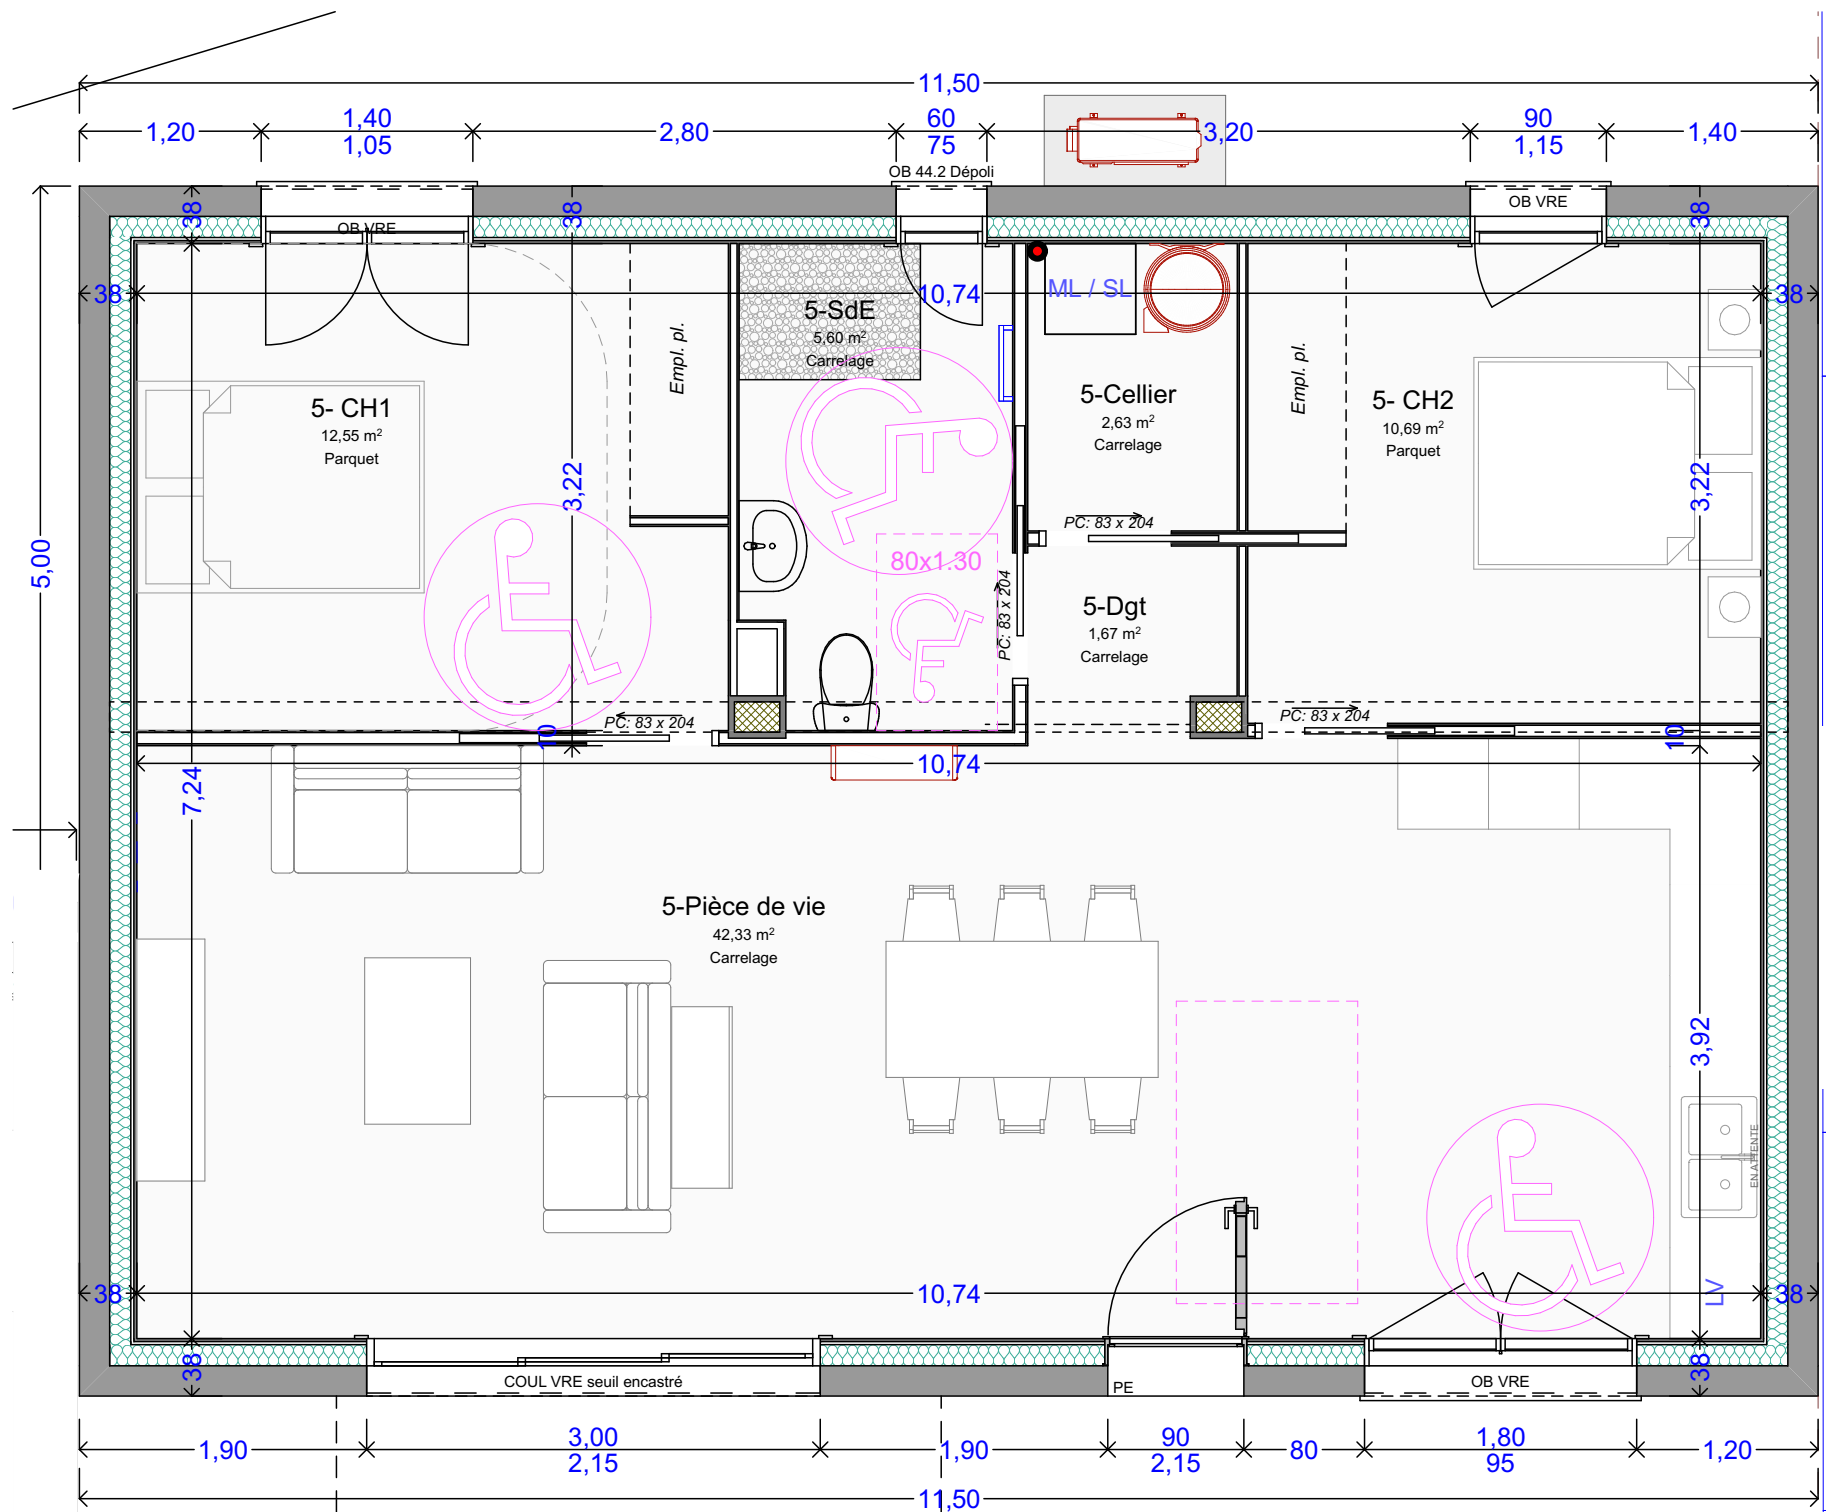 11,50
1,20
1,40
1,05
2,80
60
75
3,20
90
1,15
1,40
OB 44.2 Dépoli
OB VRE
OB VRE
38
38
38
38
10,74
38
ML / SL
5-SdE
5,60 m²
Carrelage
Empl. pl.
Empl. pl.
5- CH1
12,55 m²
Parquet
5-Cellier
2,63 m²
Carrelage
5- CH2
10,69 m²
Parquet
3,22
3,22
5,00
PC: 83 x 204
80x1.30
PC: 83 x 204
5-Dgt
1,67 m²
Carrelage
PC: 83 x 204
PC: 83 x 204
10
10
10,74
7,24
5-Pièce de vie
42,33 m²
Carrelage
3,92
EN ATTENTE
LV
38
10,74
38
38
38
COUL VRE seuil encastré
PE
OB VRE
1,90
3,00
2,15
1,90
90
2,15
80
1,80
95
1,20
11,50